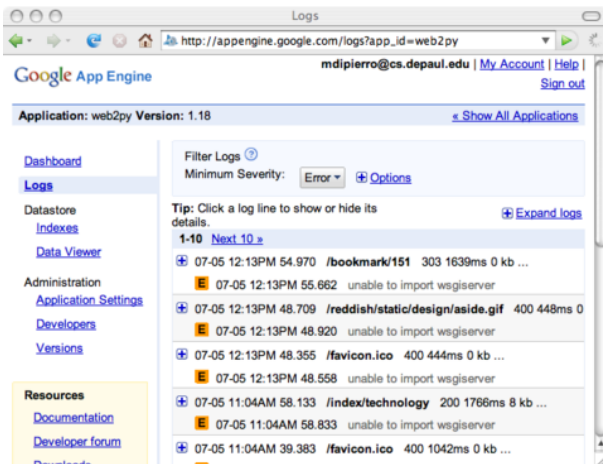 Logs
http://appengine.google.com/logs?app_id=web2py
Google App Engine
mdipierro@cs.depaul.edu | My Account | Help |
Sign out
Application: web2py Version: 1.18
« Show All Applications
Dashboard
Logs
Datastore
Indexes
Data Viewer
Administration
Application Settings
Developers
Versions
Resources
Documentation
Developer forum
Downloads
Filter Logs ?
Minimum Severity: Error Options
Tip: Click a log line to show or hide its
details.
Expand logs
1-10 Next 10 »
07-05 12:13PM 54.970 /bookmark/151 303 1639ms 0 kb ...
E 07-05 12:13PM 55.662 unable to import wsgiserver
07-05 12:13PM 48.709 /reddish/static/design/aside.gif 400 448ms 0
E 07-05 12:13PM 48.920 unable to import wsgiserver
07-05 12:13PM 48.355 /favicon.ico 400 444ms 0 kb ...
E 07-05 12:13PM 48.558 unable to import wsgiserver
07-05 11:04AM 58.133 /index/technology 200 1766ms 8 kb ...
E 07-05 11:04AM 58.833 unable to import wsgiserver
07-05 11:04AM 39.383 /favicon.ico 400 1042ms 0 kb ...